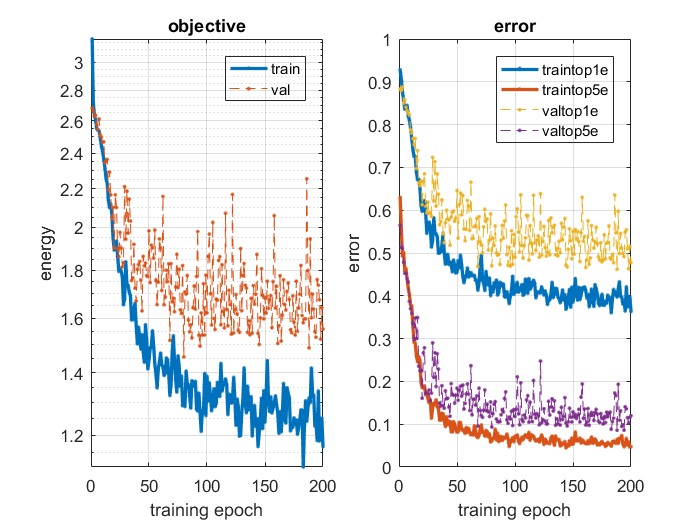 objective
energy
3
2.8
2.6
2.4
2.2
2
1.8
1.6
1.4
1.2
train
val
0 50 100 150 200
training epoch
error
error
1
0.9
0.8
0.7
0.6
0.5
0.4
0.3
0.2
0.1
0
traintop1e
traintop5e
valtop1e
valtop5e
0 50 100 150 200
training epoch